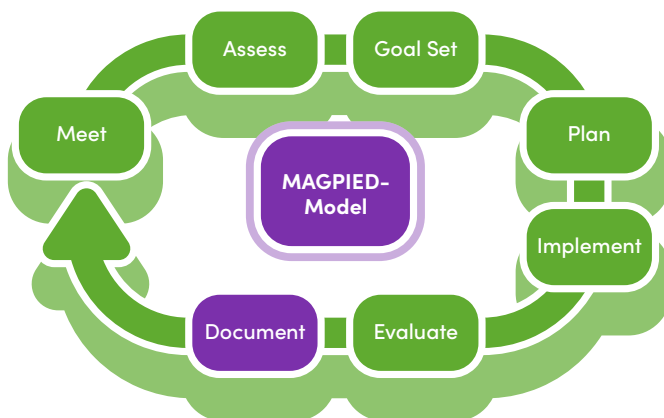 Assess
Goal Set
Meet
Plan
MAGPIED-
Model
Implement
Document
Evaluate